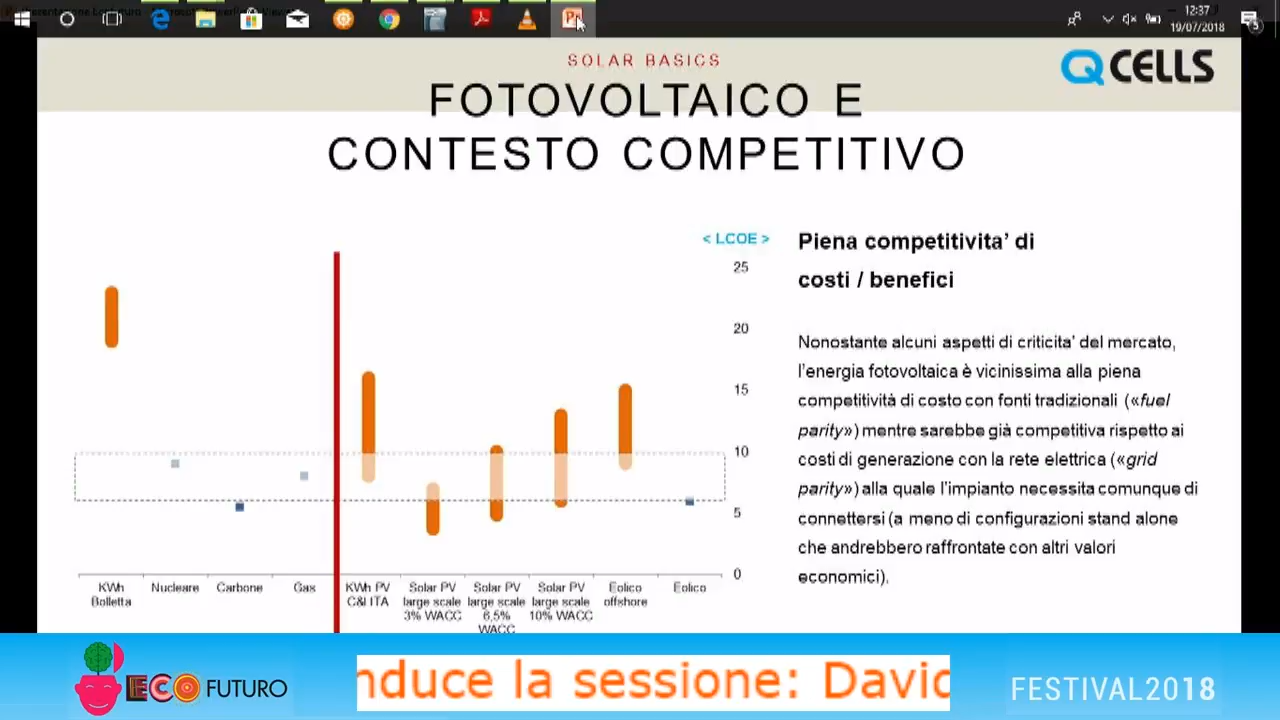 12:37
19/07/2018
SOLAR BASICS
Q CELLS
FOTOVOLTAICO E
CONTESTO COMPETITIVO
< LCOE >
25
20
15
10
5
0
KWh
Bolletta
Nucleare
Carbone
Gas
KWh PV
C&I ITA
Solar PV
large scale
3% WACC
Solar PV
large scale
6,5%
WACC
Solar PV
large scale
10% WACC
Eolico
offshore
Eolico
Piena competitivita’ di
costi / benefici
Nonostante alcuni aspetti di criticita’ del mercato,
l’energia fotovoltaica è vicinissima alla piena
competitività di costo con fonti tradizionali («fuel
parity») mentre sarebbe già competitiva rispetto ai
costi di generazione con la rete elettrica («grid
parity») alla quale l’impianto necessita comunque di
connettersi (a meno di configurazioni stand alone
che andrebbero raffrontate con altri valori
economici).
ECO FUTURO
nduce la sessione: David
FESTIVAL2018